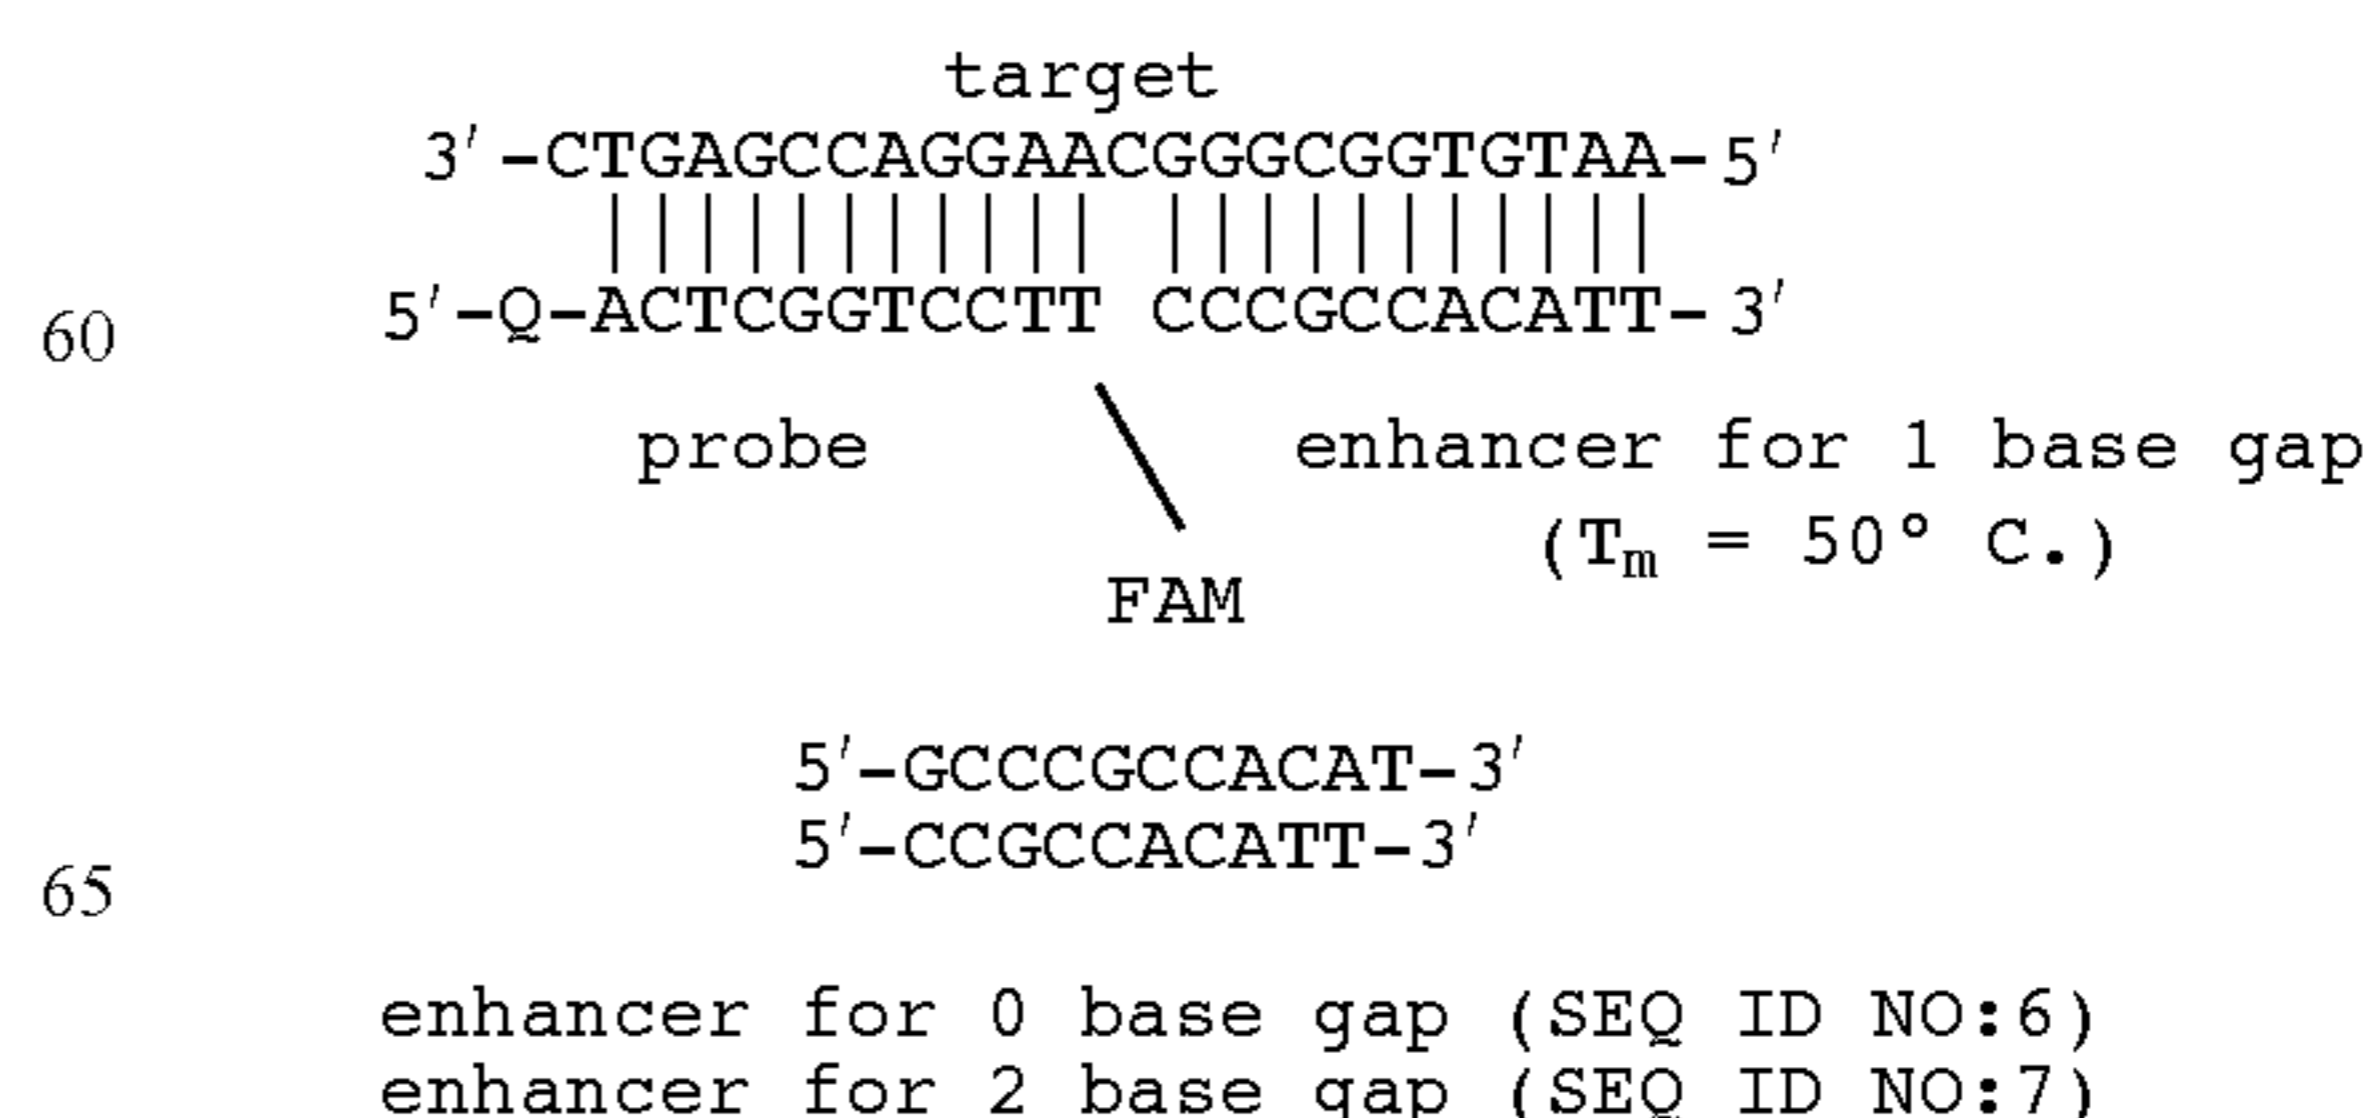 target
3′-CTGAGCCAGGAACGGGCGGTGTAA-5′
60 5′-Q-ACTCGGTCCTT CCCGCCACATT-3′
probe enhancer for 1 base gap
(Tm = 50° C.)
FAM
5′-GCCCGCCACAT-3′
5′-CCGCCACATT-3′
65
enhancer for 0 base gap (SEQ ID NO:6)
enhancer for 2 base gap (SEQ ID NO:7)